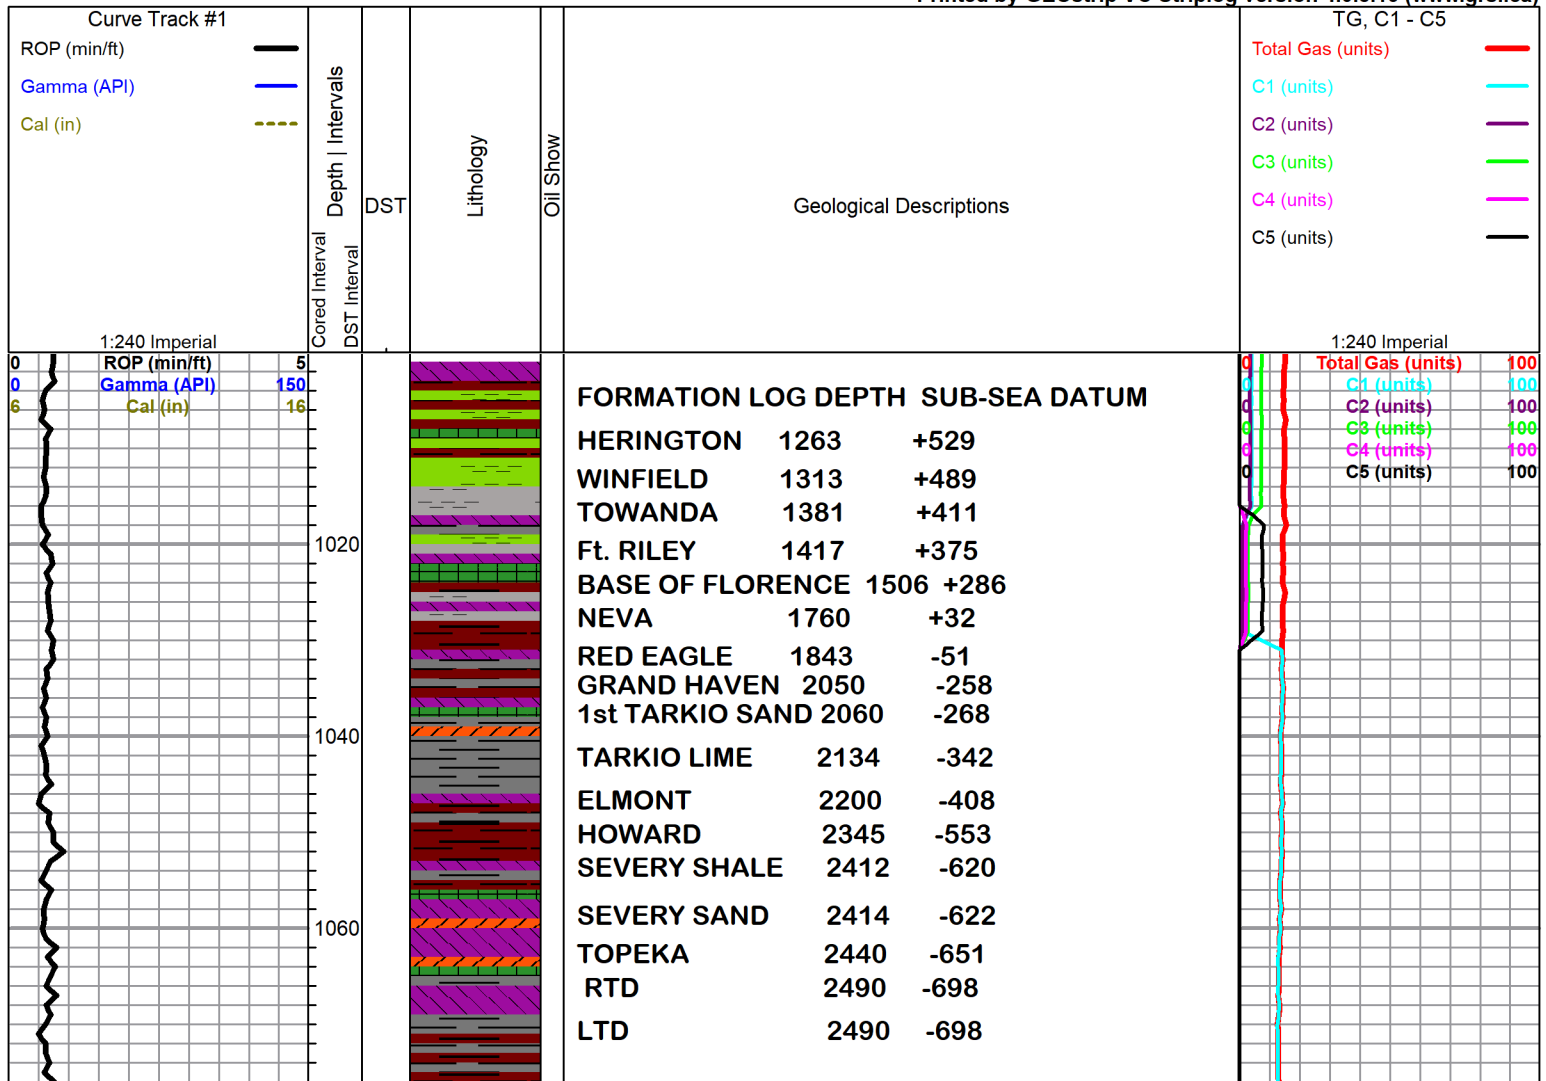 Curve Track #1
ROP (min/ft)
Gamma (API)
Cal (in)
1:240 Imperial
Depth | Intervals
Cored Interval
DST Interval
DST
Lithology
Oil Show
Geological Descriptions
TG, C1 - C5
Total Gas (units)
C1 (units)
C2 (units)
C3 (units)
C4 (units)
C5 (units)
1:240 Imperial
0 ROP (min/ft) 5
0 Gamma (API) 150
6 Cal (in) 16
1020
1040
1060
FORMATION LOG DEPTH SUB-SEA DATUM
HERINGTON 1263 +529
WINFIELD 1313 +489
TOWANDA 1381 +411
Ft. RILEY 1417 +375
BASE OF FLORENCE 1506 +286
NEVA 1760 +32
RED EAGLE 1843 -51
GRAND HAVEN 2050 -258
1st TARKIO SAND 2060 -268
TARKIO LIME 2134 -342
ELMONT 2200 -408
HOWARD 2345 -553
SEVERY SHALE 2412 -620
SEVERY SAND 2414 -622
TOPEKA 2440 -651
RTD 2490 -698
LTD 2490 -698
0 Total Gas (units) 100
0 C1 (units) 100
0 C2 (units) 100
0 C3 (units) 100
0 C4 (units) 100
0 C5 (units) 100